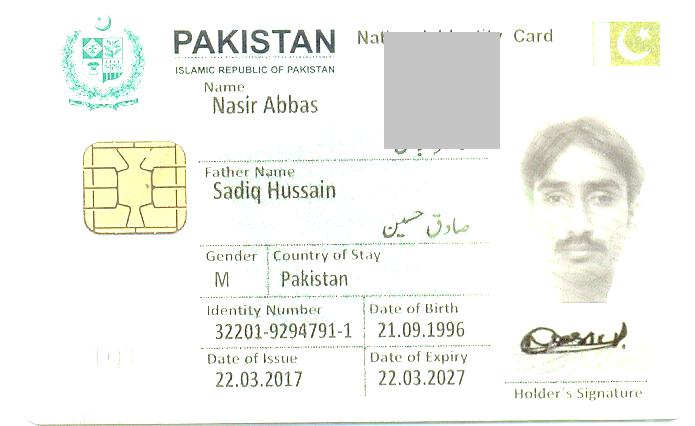 PAKISTAN
Card
ISLAMIC REPUBLIC OF PAKISTAN
Name
Nasir Abbas
Father Name
Sadiq Hussain
صادق حسین
Gender Country of Stay
M Pakistan
Identity Number Date of Birth
32201-9294791-1 21.09.1996
Date of Issue Date of Expiry
22.03.2017 22.03.2027
Holder's Signature